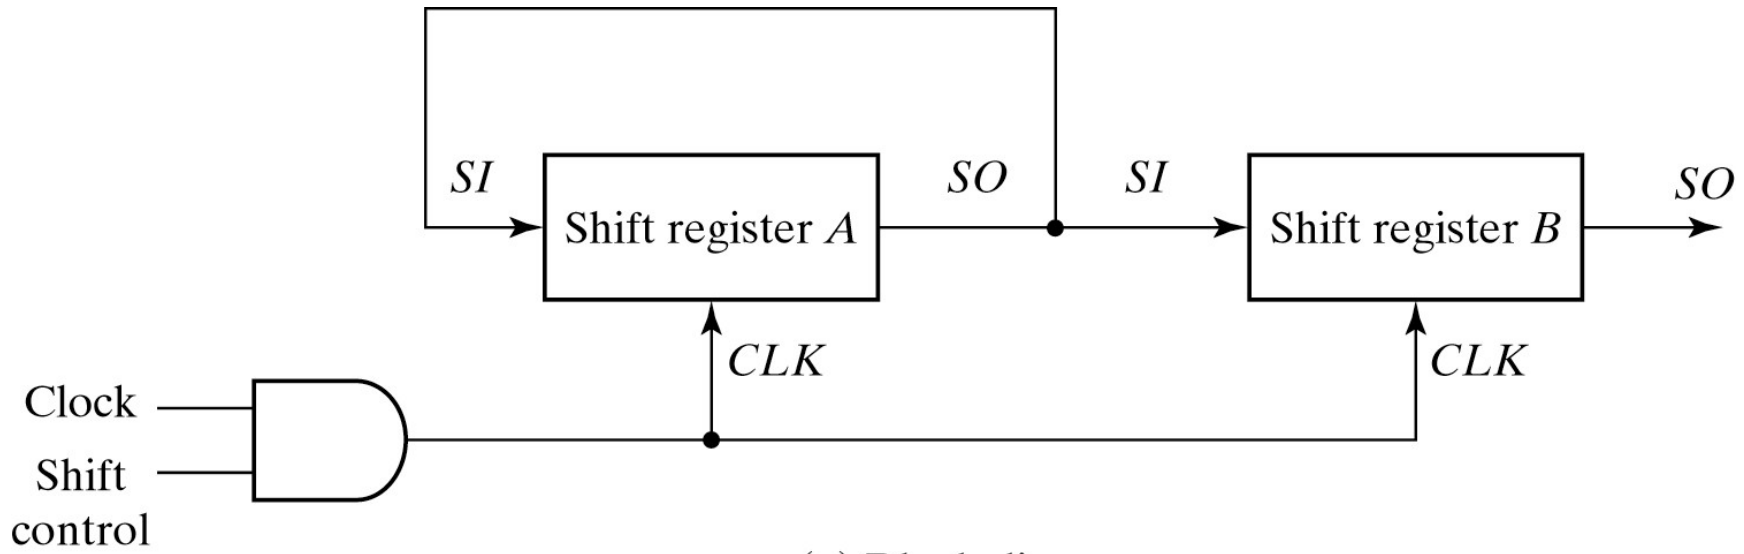 SI
SO
SI
SO
Shift register A
Shift register B
CLK
CLK
Clock
Shift
control